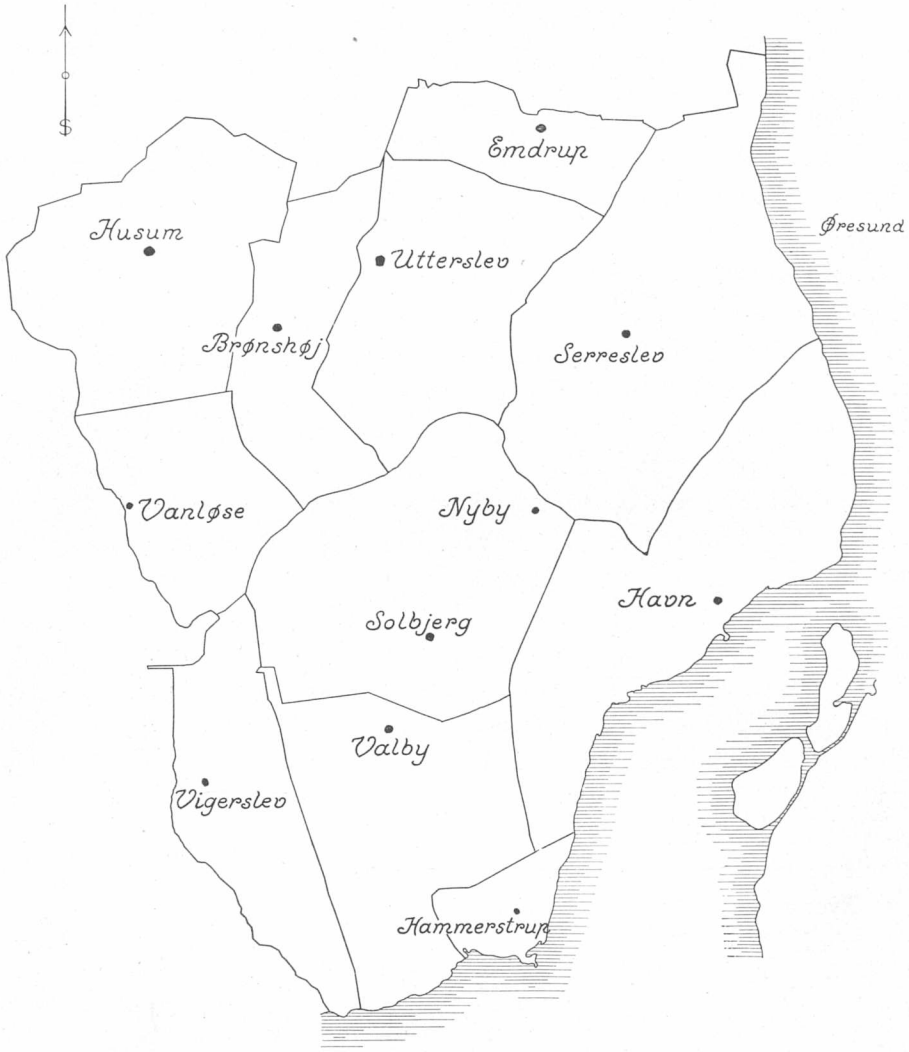 S
Emdrup
Husum
Øresund
Utterslev
Brønshøj
Serreslev
Vanløse
Nyby
Havn
Solbjerg
Valby
Vigerslev
Hammerstrup